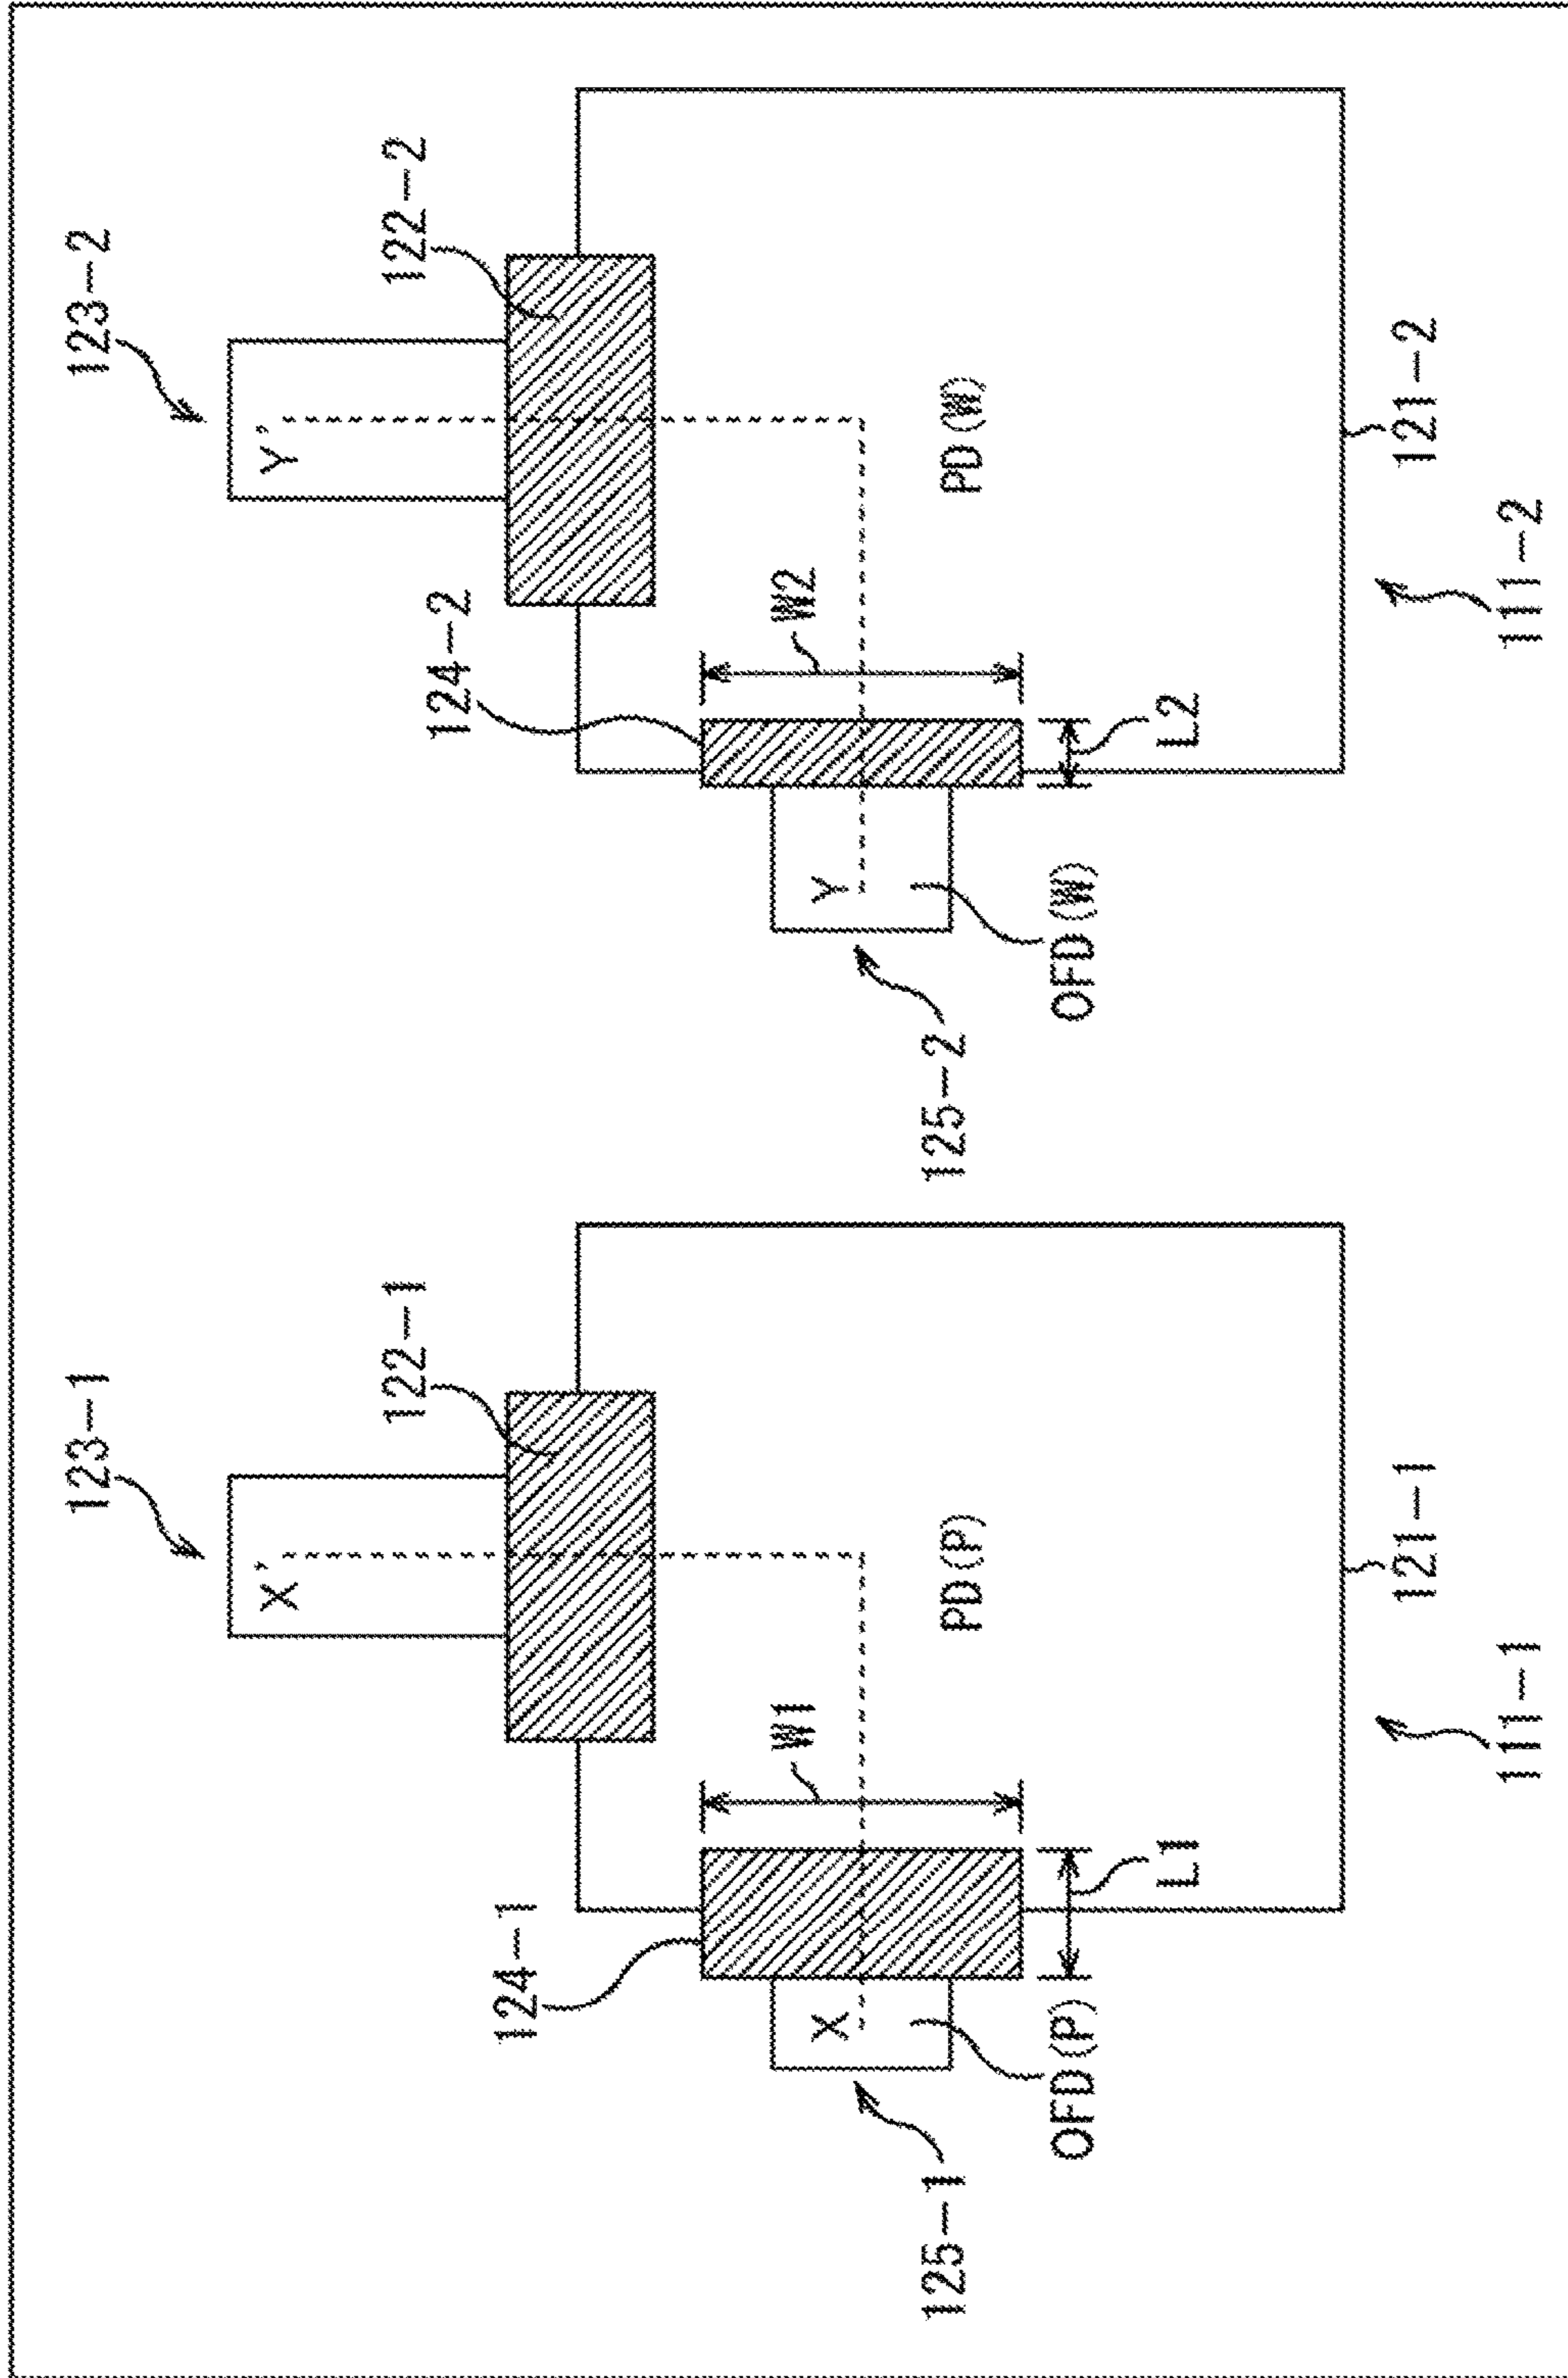 123-1
X'
122-1
124-1
W1
X
PD(P)
125-1
OFD(P)
L1
121-1
111-1
123-2
Y'
122-2
124-2
W2
Y
PD(W)
125-2
OFD(W)
L2
121-2
111-2